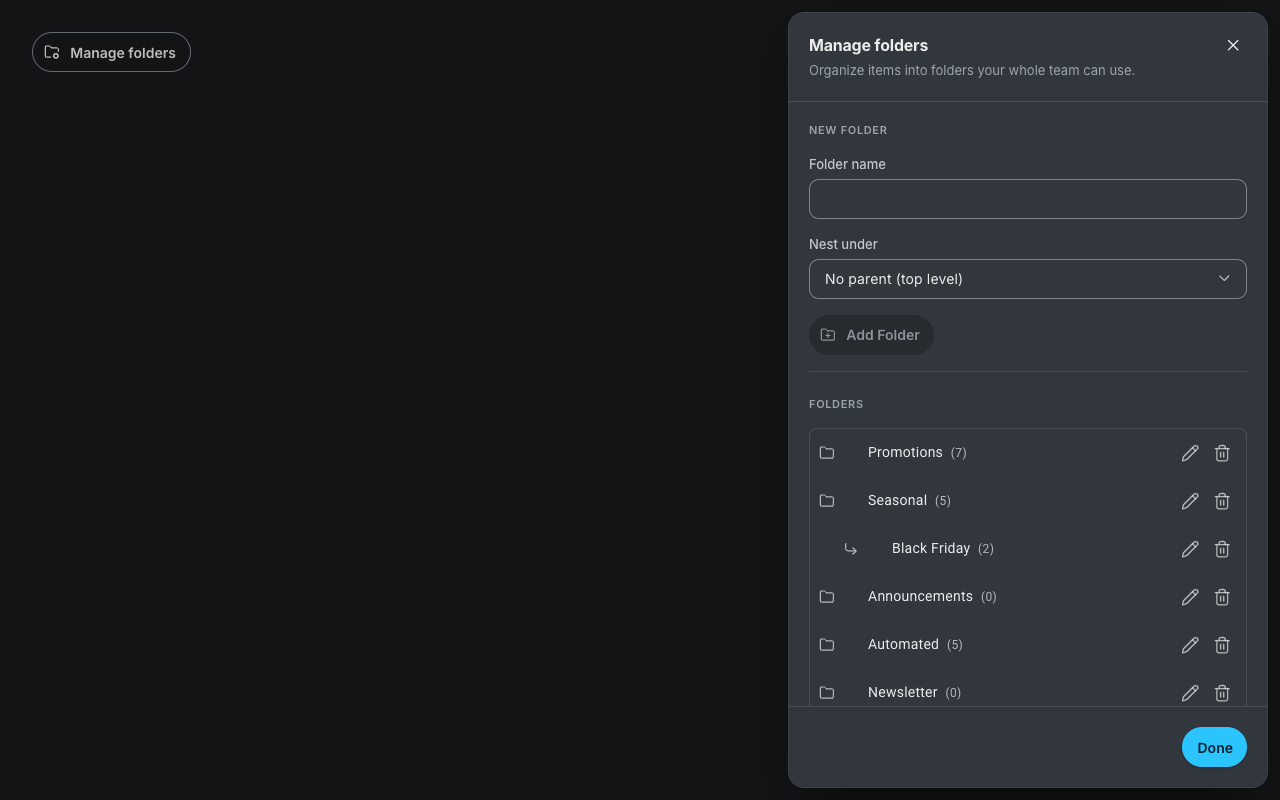 Manage folders
Manage folders
Organize items into folders your whole team can use.
NEW FOLDER
Folder name
Nest under
No parent (top level)
Add Folder
FOLDERS
Promotions (7)
Seasonal (5)
Black Friday (2)
Announcements (0)
Automated (5)
Newsletter (0)
Done